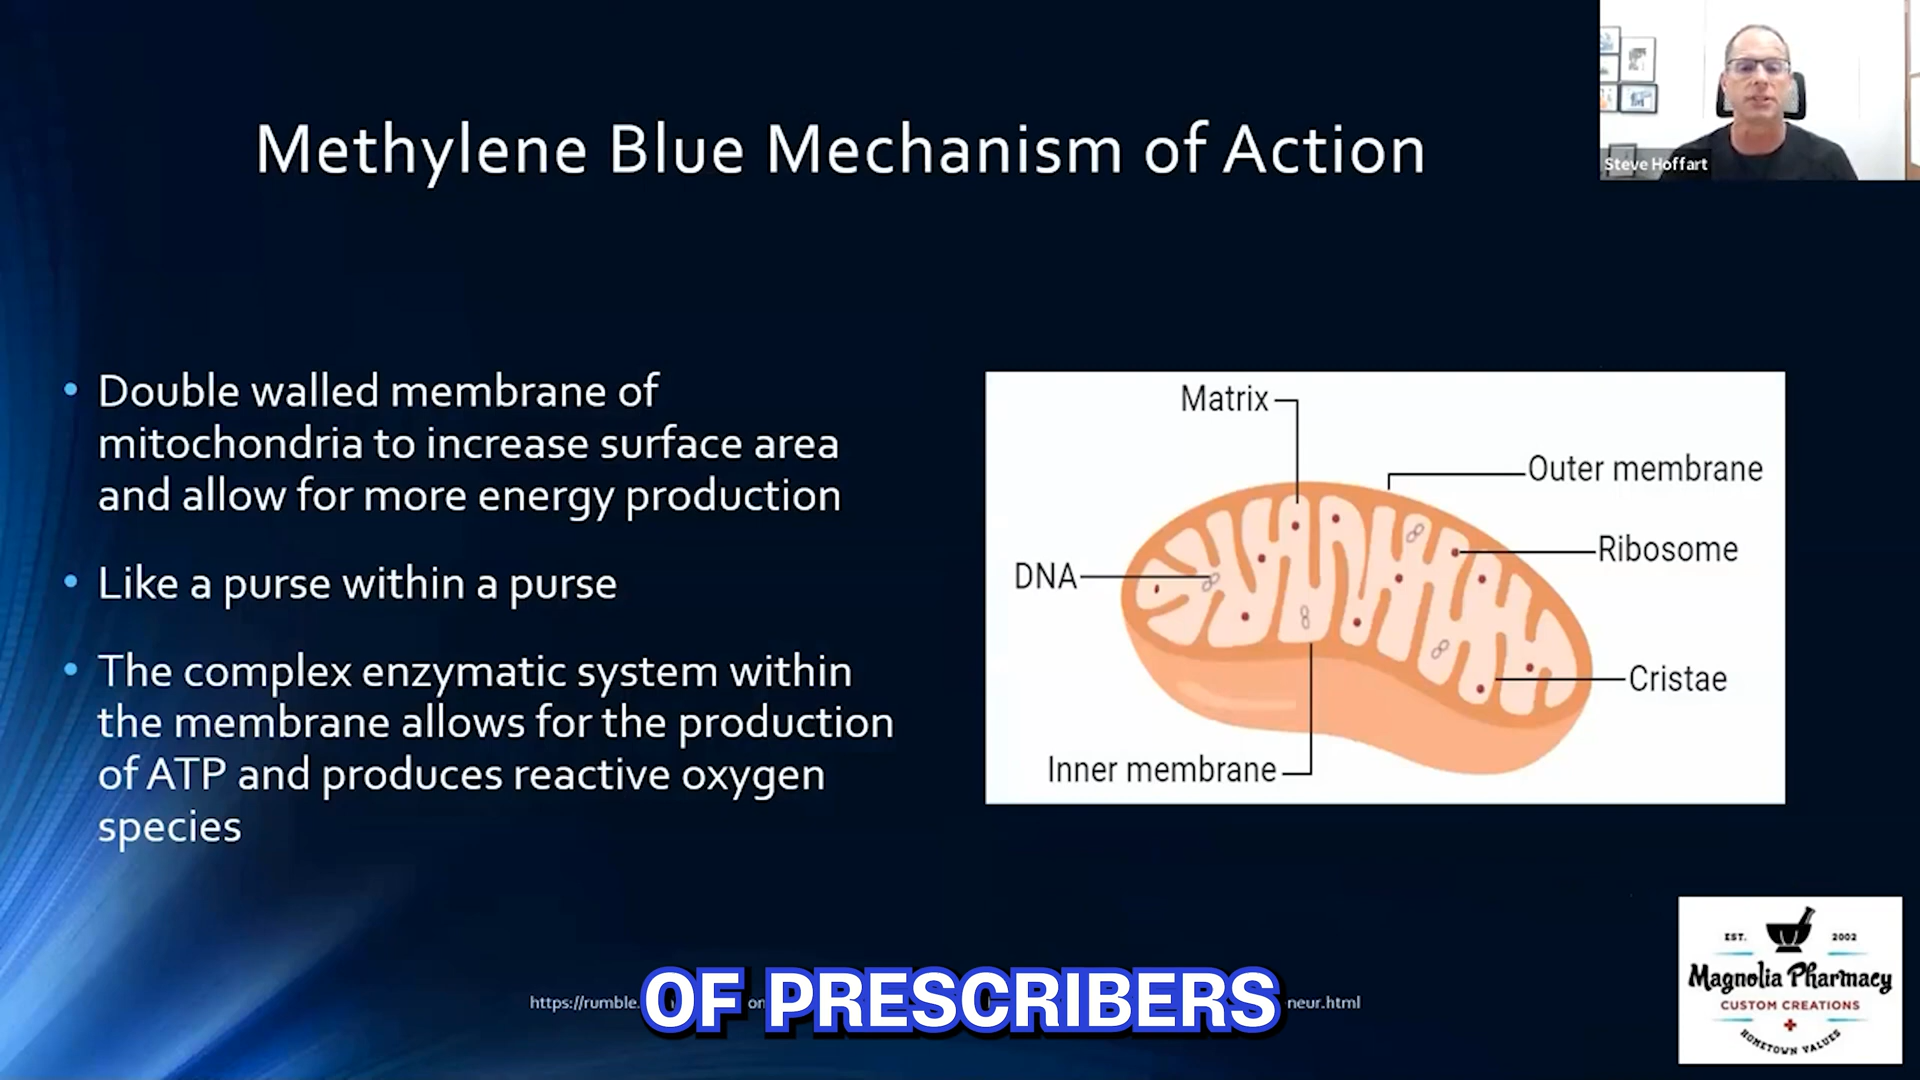 Methylene Blue Mechanism of Action
Steve Hoffart
• Double walled membrane of
mitochondria to increase surface area
and allow for more energy production
• Like a purse within a purse
• The complex enzymatic system within
the membrane allows for the production
of ATP and produces reactive oxygen
species
Matrix
Outer membrane
Ribosome
DNA
Cristae
Inner membrane
https://rumble.
neur.html
OF PRESCRIBERS
EST. 2002
Magnolia Pharmacy
CUSTOM CREATIONS
HOMETOWN VALUES